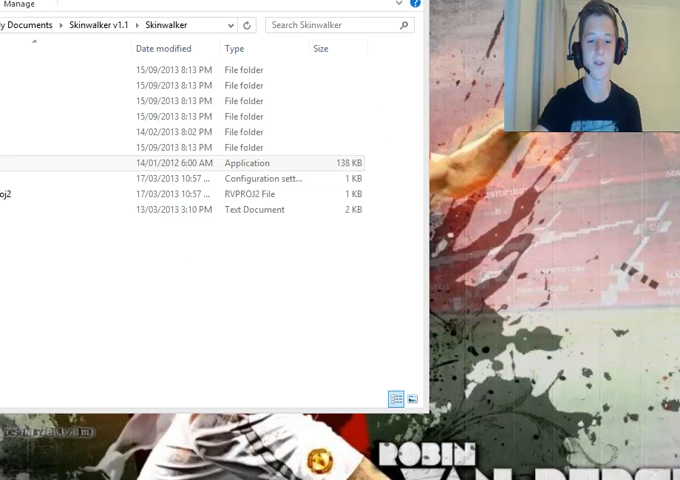 Manage
y Documents > Skinwalker v1.1 > Skinwalker
Search Skinwalker
Date modified Type Size
15/09/2013 8:13 PM File folder
15/09/2013 8:13 PM File folder
15/09/2013 8:13 PM File folder
15/09/2013 8:13 PM File folder
14/02/2013 8:02 PM File folder
15/09/2013 8:13 PM File folder
14/01/2012 6:00 AM Application 138 KB
17/03/2013 10:57 ... Configuration sett... 1 KB
oj2 17/03/2013 10:57 ... RVPROJ2 File 1 KB
13/03/2013 3:10 PM Text Document 2 KB
ROBIN